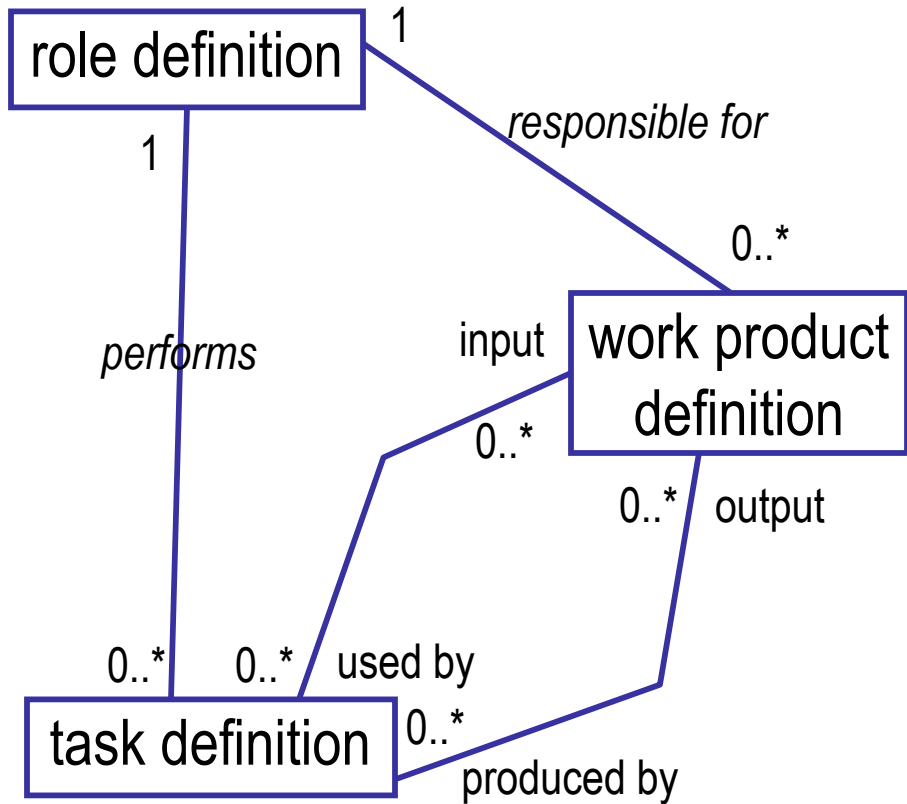 role definition
1
1
responsible for
0..*
performs
input
work product
definition
0..*
0..*
output
0..*
0..*
used by
0..*
task definition
produced by